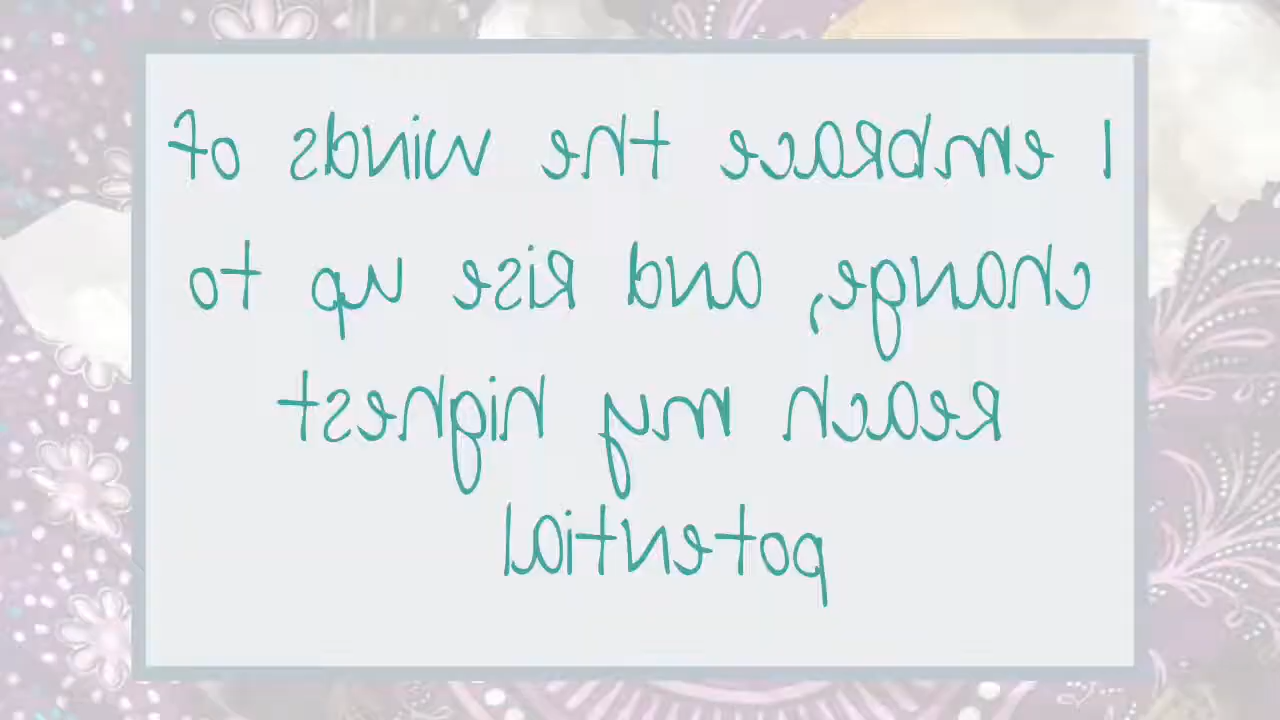 I embrace the winds of
change, and rise up to
reach my highest
potential